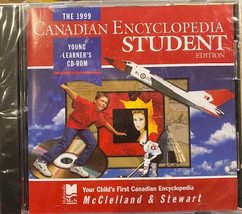 THE 1999
CANADIAN ENCYCLOPEDIA
YOUNG
LEARNER'S
CD-ROM
STUDENT
EDITION
Your Child's First Canadian Encyclopedia
McClelland & Stewart